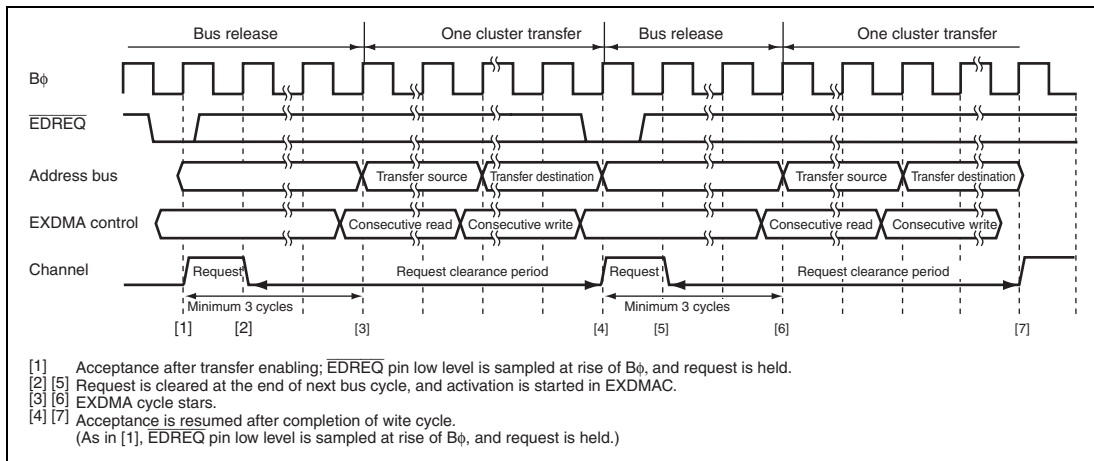 Bus release One cluster transfer Bus release One cluster transfer
Bϕ
EDREQ
Address bus Transfer source Transfer destination Transfer source Transfer destination
EXDMA control Consecutive read Consecutive write Consecutive read Consecutive write
Channel Request Request clearance period Request Request clearance period
Minimum 3 cycles Minimum 3 cycles
[1] [2] [3] [4] [5] [6] [7]
[1] Acceptance after transfer enabling; EDREQ pin low level is sampled at rise of Bϕ, and request is held.
[2] [5] Request is cleared at the end of next bus cycle, and activation is started in EXDMAC.
[3] [6] EXDMA cycle stars.
[4] [7] Acceptance is resumed after completion of wite cycle.
(As in [1], EDREQ pin low level is sampled at rise of Bϕ, and request is held.)